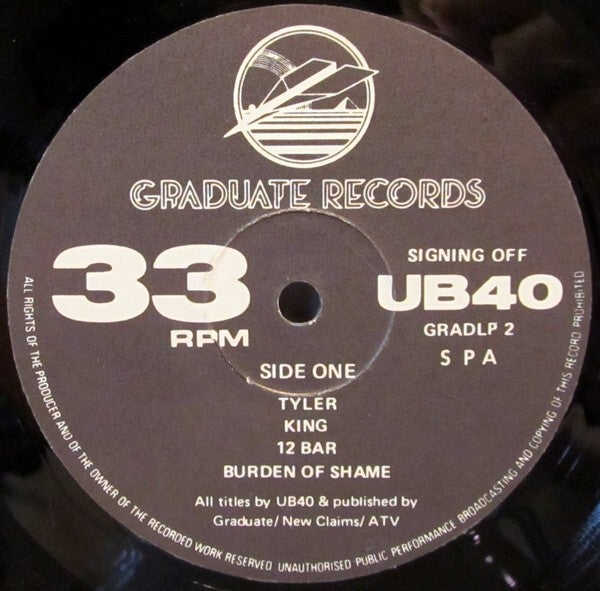 GRADUATE RECORDS
33
RPM
SIGNING OFF
UB40
GRADLP 2
S P A
SIDE ONE
TYLER
KING
12 BAR
BURDEN OF SHAME
All titles by UB40 & published by
Graduate/ New Claims/ ATV
ALL RIGHTS OF THE PRODUCER AND OF THE OWNER OF THE RECORDED WORK RESERVED UNAUTHORISED PUBLIC PERFORMANCE BROADCASTING AND COPYING OF THIS RECORD PROHIBITED